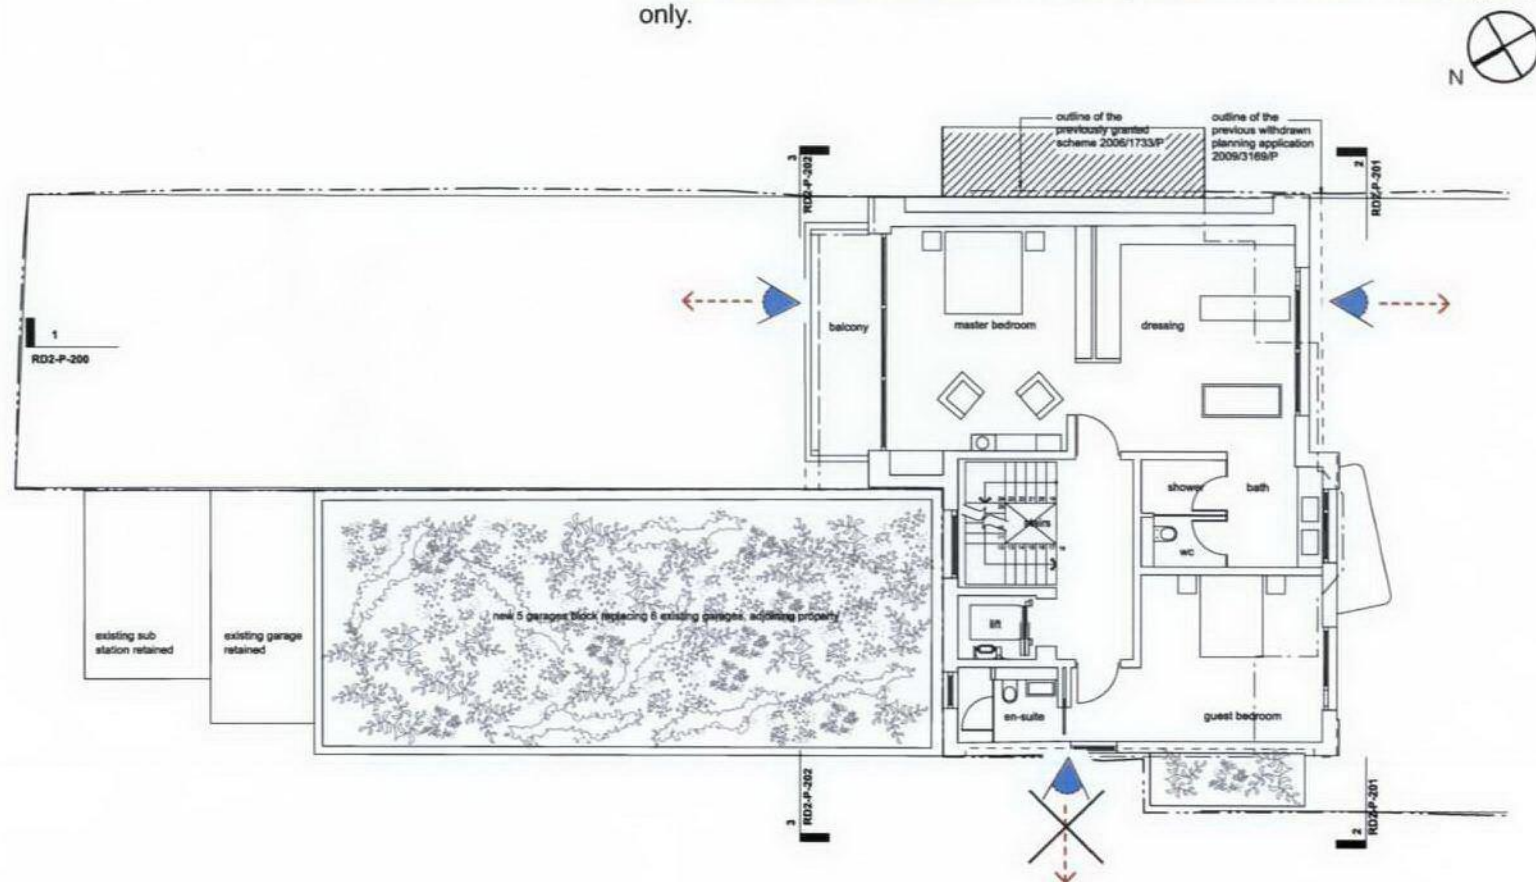 only.
N
outline of the
previously granted
scheme 2006/1733/P
outline of the
previous withdrawn
planning application
2009/3169/P
3
RD2-P-202
2
RD2-P-201
1
RD2-P-200
balcony
master bedroom
dressing
shower
bath
stairs
wc
new 5 garages block replacing 6 existing garages, adjoining property
lift
existing sub
station retained
existing garage
retained
en-suite
guest bedroom
3
RD2-P-202
2
RD2-P-201